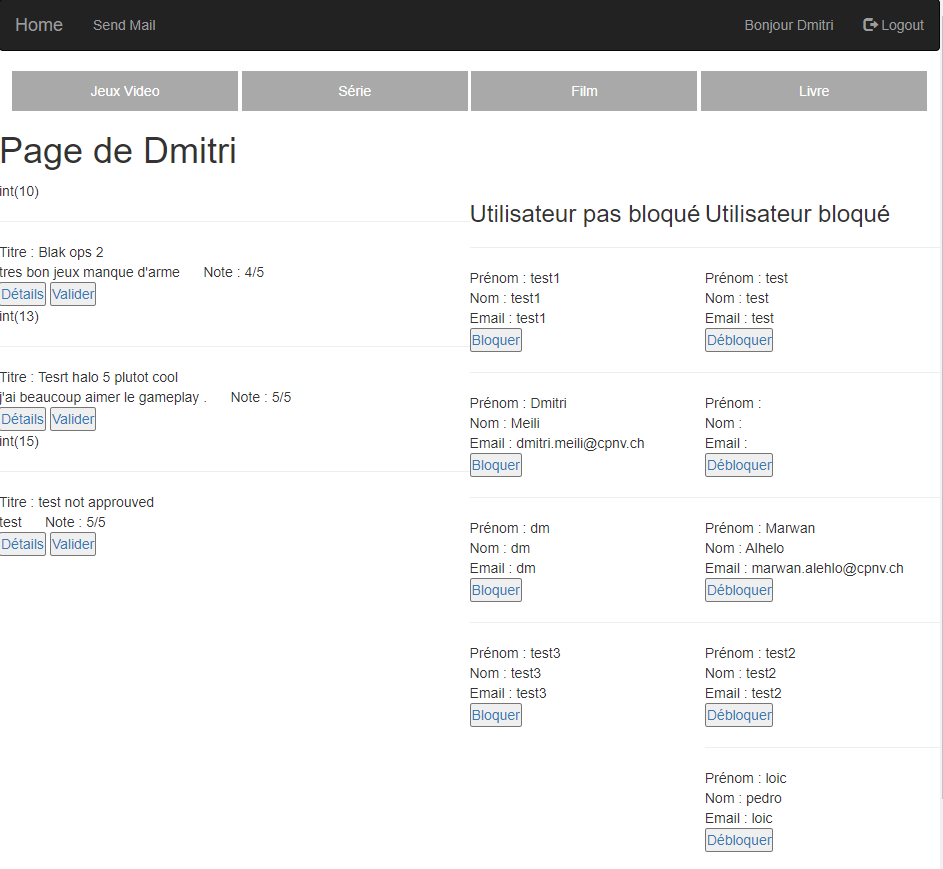 Home Send Mail Bonjour Dmitri Logout
Jeux Video Série Film Livre
Page de Dmitri
int(10)
Titre : Blak ops 2
tres bon jeux manque d'arme Note : 4/5
Détails Valider
int(13)
Titre : Tesrt halo 5 plutot cool
j'ai beaucoup aimer le gameplay . Note : 5/5
Détails Valider
int(15)
Titre : test not approuved
test Note : 5/5
Détails Valider
Utilisateur pas bloqué
Prénom : test1
Nom : test1
Email : test1
Bloquer
Prénom : Dmitri
Nom : Meili
Email : dmitri.meili@cpnv.ch
Bloquer
Prénom : dm
Nom : dm
Email : dm
Bloquer
Prénom : test3
Nom : test3
Email : test3
Bloquer
Utilisateur bloqué
Prénom : test
Nom : test
Email : test
Débloquer
Prénom :
Nom :
Email :
Débloquer
Prénom : Marwan
Nom : Alhelo
Email : marwan.alehlo@cpnv.ch
Débloquer
Prénom : test2
Nom : test2
Email : test2
Débloquer
Prénom : loic
Nom : pedro
Email : loic
Débloquer